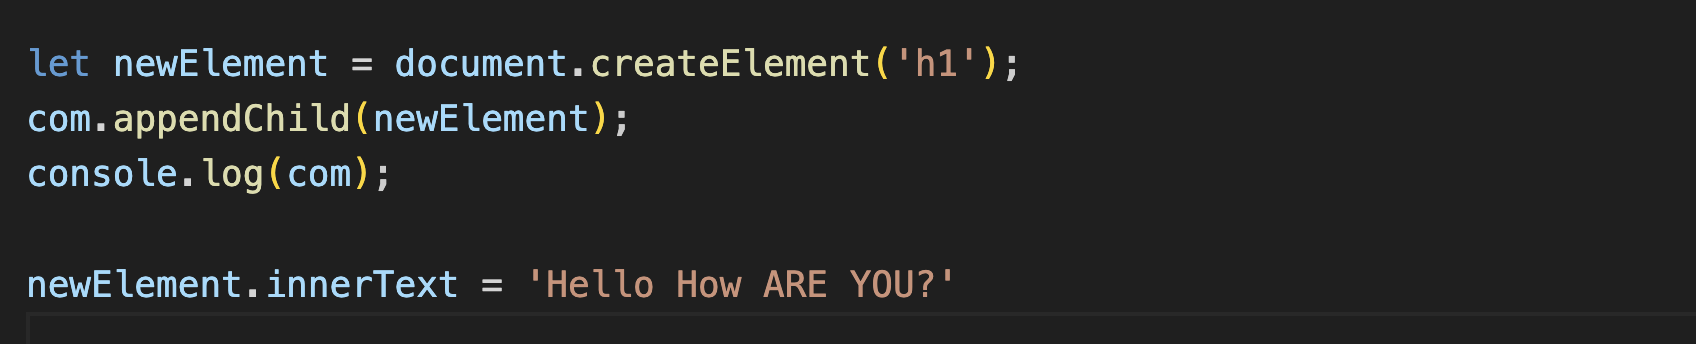 let newElement = document.createElement('h1');
com.appendChild(newElement);
console.log(com);
newElement.innerText = 'Hello How ARE YOU?'